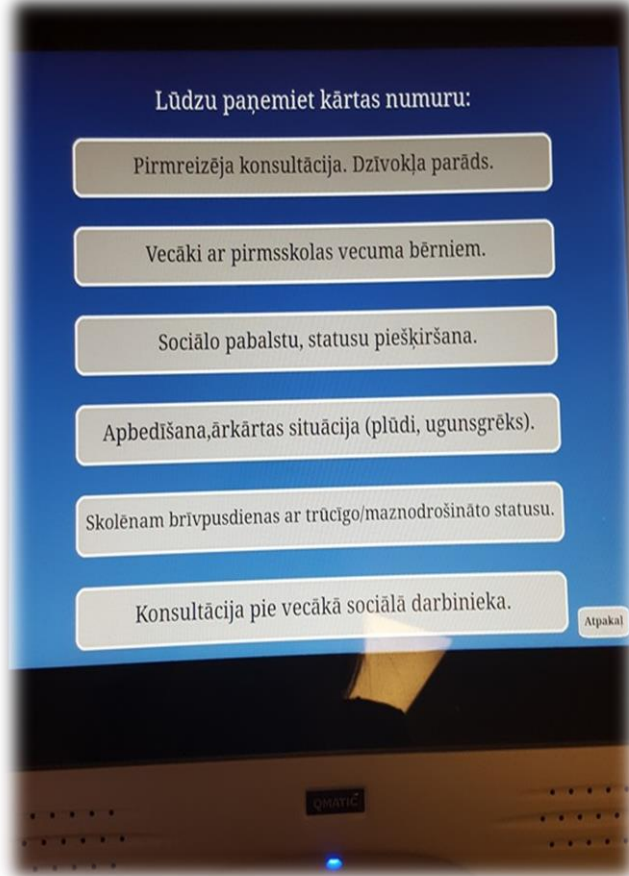 Lūdzu paņemiet kārtas numuru:
Pirmreizēja konsultācija. Dzīvokļa parāds.
Vecāki ar pirmsskolas vecuma bērniem.
Sociālo pabalstu, statusu piešķiršana.
Apbedīšana,ārkārtas situācija (plūdi, ugunsgrēks).
Skolēnam brīvpusdienas ar trūcīgo/maznodrošināto statusu.
Konsultācija pie vecākā sociālā darbinieka.
Atpakaļ
QMATIC